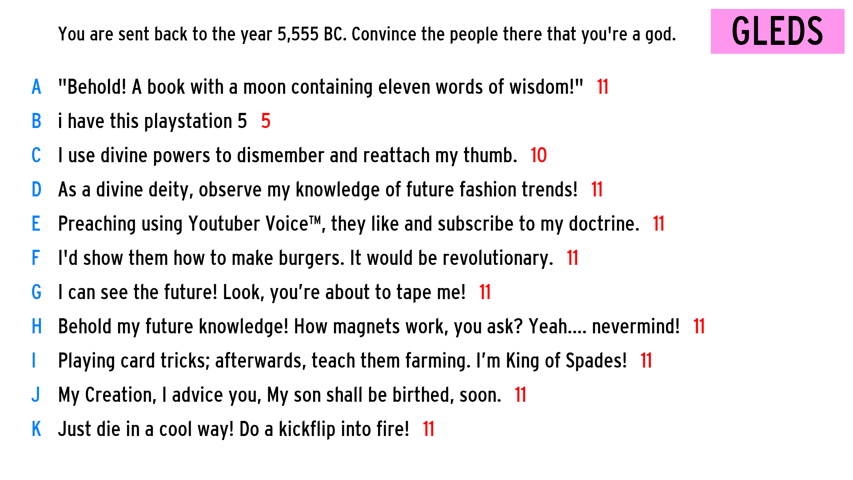 You are sent back to the year 5,555 BC. Convince the people there that you're a god.
GLEDS
A "Behold! A book with a moon containing eleven words of wisdom!" 11
B i have this playstation 5 5
C I use divine powers to dismember and reattach my thumb. 10
D As a divine deity, observe my knowledge of future fashion trends! 11
E Preaching using Youtuber Voice™, they like and subscribe to my doctrine. 11
F I'd show them how to make burgers. It would be revolutionary. 11
G I can see the future! Look, you’re about to tape me! 11
H Behold my future knowledge! How magnets work, you ask? Yeah.... nevermind! 11
I Playing card tricks; afterwards, teach them farming. I’m King of Spades! 11
J My Creation, I advice you, My son shall be birthed, soon. 11
K Just die in a cool way! Do a kickflip into fire! 11